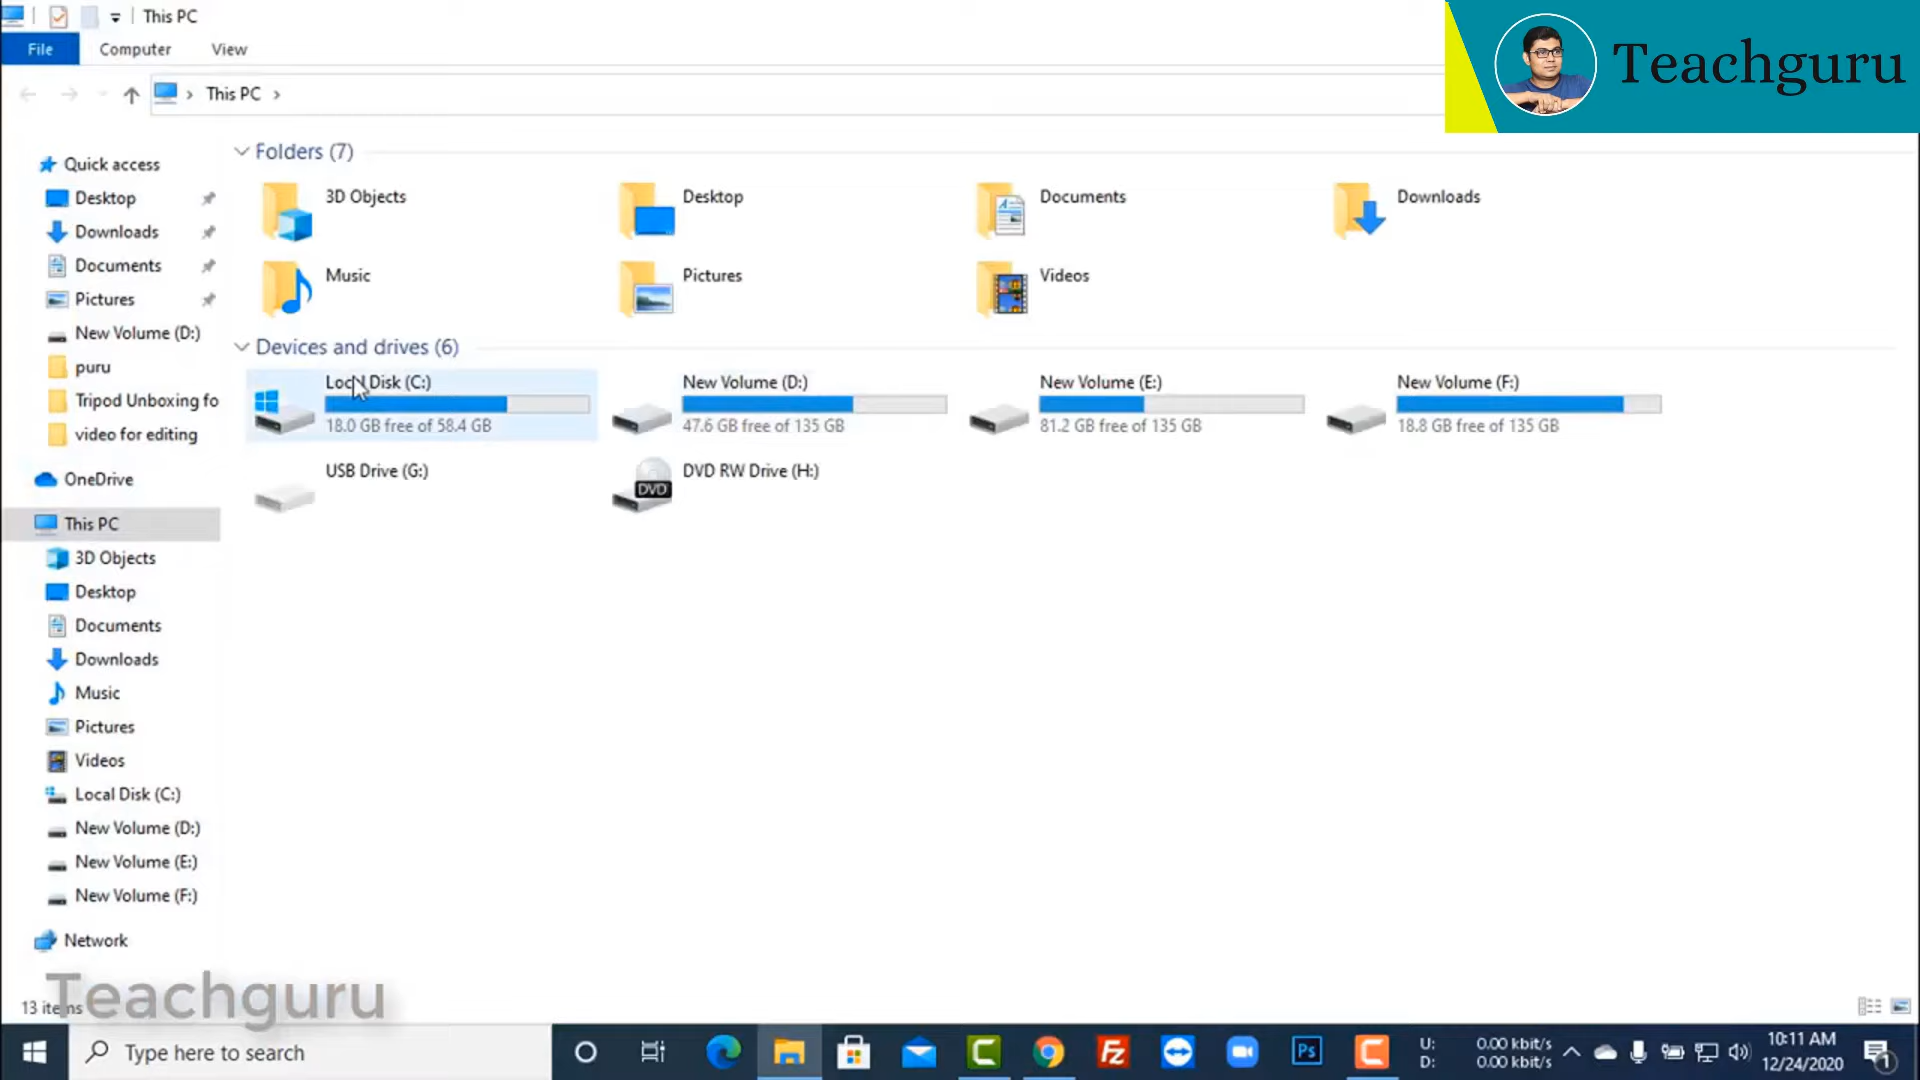 This PC
File Computer View
This PC
Teachguru
Quick access
Desktop
Downloads
Documents
Pictures
New Volume (D:)
puru
Tripod Unboxing fo
video for editing
OneDrive
This PC
3D Objects
Desktop
Documents
Downloads
Music
Pictures
Videos
Local Disk (C:)
New Volume (D:)
New Volume (E:)
New Volume (F:)
Network
Folders (7)
3D Objects Desktop Documents Downloads
Music Pictures Videos
Devices and drives (6)
Local Disk (C:) New Volume (D:) New Volume (E:) New Volume (F:)
18.0 GB free of 58.4 GB 47.6 GB free of 135 GB 81.2 GB free of 135 GB 18.8 GB free of 135 GB
USB Drive (G:) DVD RW Drive (H:)
DVD
Teachguru
13 items
Type here to search
Ps
U: 0.00 kbit/s
D: 0.00 kbit/s
10:11 AM
12/24/2020
1